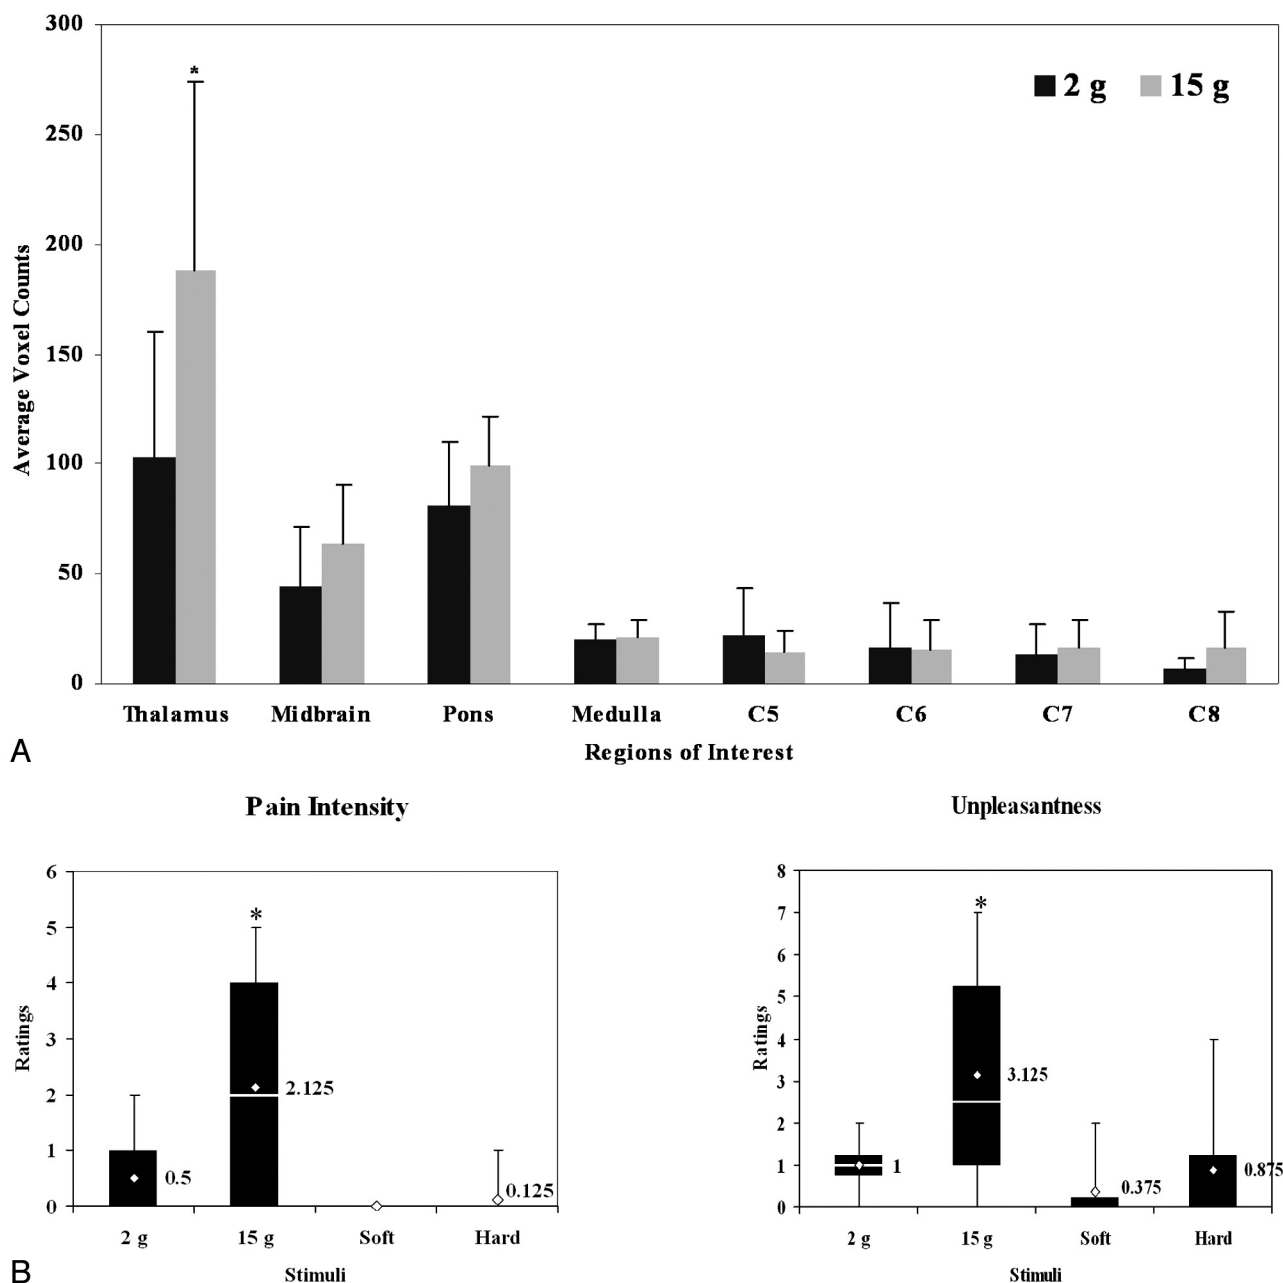 300
*
2 g 15 g
250
200
Average Voxel Counts
150
100
50
0
Thalamus Midbrain Pons Medulla C5 C6 C7 C8
Regions of Interest
A
Pain Intensity
6
5
*
4
Ratings
3
2
2.125
1
0.5
0.125
0
2 g 15 g Soft Hard
Stimuli
Unpleasantness
8
7
*
6
5
Ratings
4
3
3.125
2
1
1
0.375
0.875
0
2 g 15 g Soft Hard
Stimuli
B